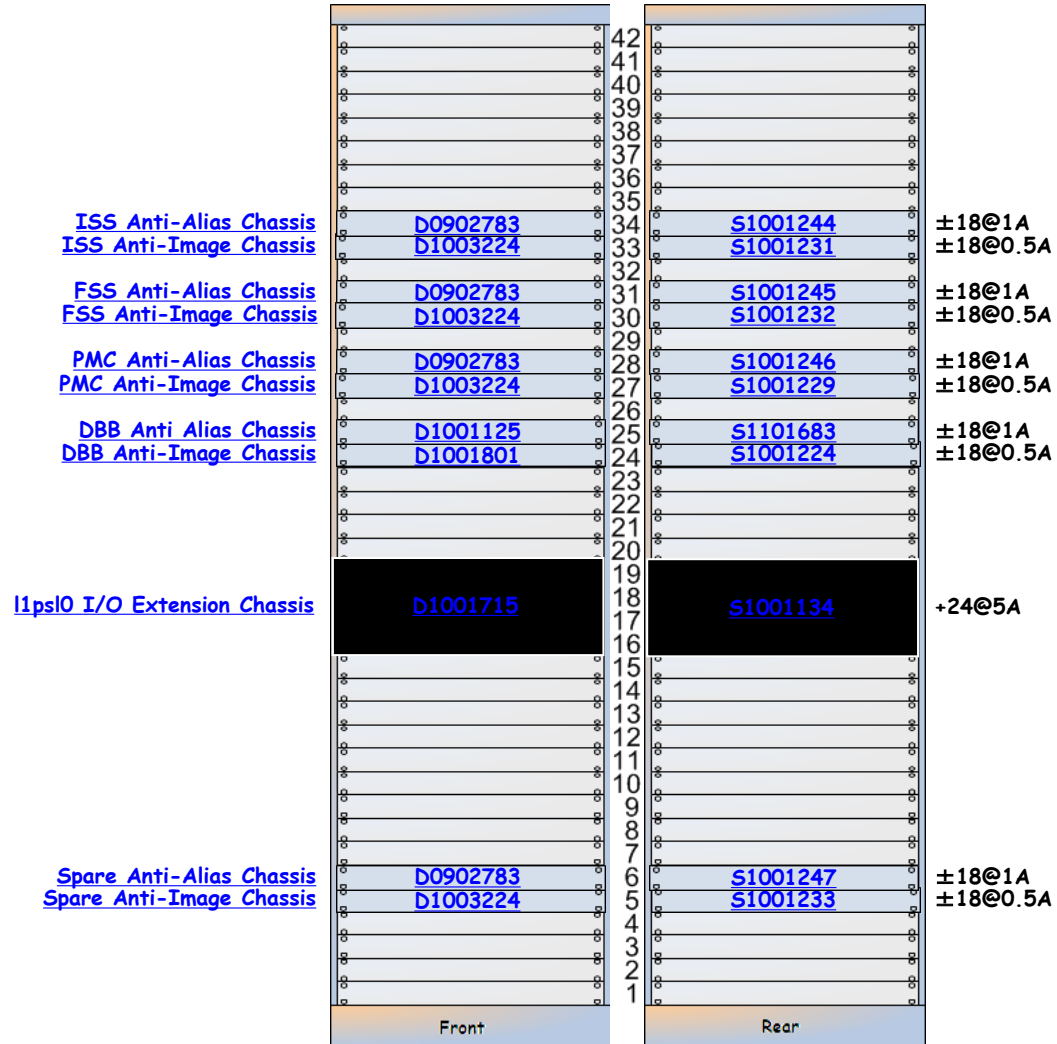 42
41
40
39
38
37
36
35
ISS Anti-Alias Chassis D0902783 34 S1001244 ±18@1A
ISS Anti-Image Chassis D1003224 33 S1001231 ±18@0.5A
32
FSS Anti-Alias Chassis D0902783 31 S1001245 ±18@1A
FSS Anti-Image Chassis D1003224 30 S1001232 ±18@0.5A
29
PMC Anti-Alias Chassis D0902783 28 S1001246 ±18@1A
PMC Anti-Image Chassis D1003224 27 S1001229 ±18@0.5A
26
DBB Anti Alias Chassis D1001125 25 S1101683 ±18@1A
DBB Anti-Image Chassis D1001801 24 S1001224 ±18@0.5A
23
22
21
20
19
18
l1psl0 I/O Extension Chassis D1001715 S1001134 +24@5A
17
16
15
14
13
12
11
10
9
8
7
Spare Anti-Alias Chassis D0902783 6 S1001247 ±18@1A
Spare Anti-Image Chassis D1003224 5 S1001233 ±18@0.5A
4
3
2
1
Front Rear